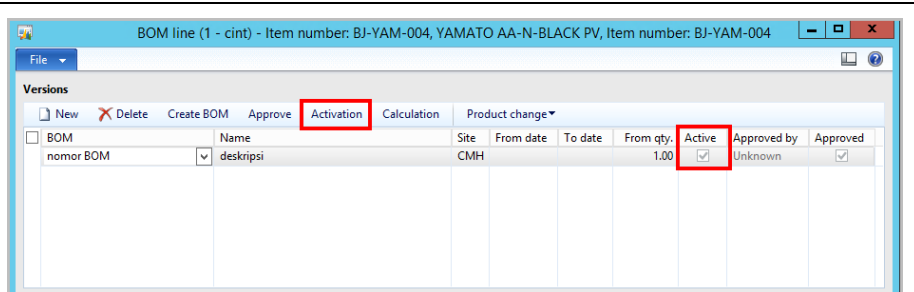 BOM line (1 - cint) - Item number: BJ-YAM-004, YAMATO AA-N-BLACK PV, Item number: BJ-YAM-004
File
Versions
New Delete Create BOM Approve Activation Calculation Product change
BOM Name Site From date To date From qty. Active Approved by Approved
nomor BOM deskripsi CMH 1.00 Unknown